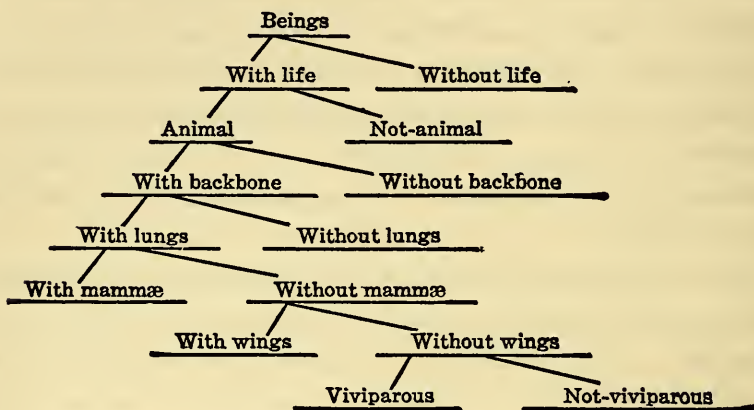 Beings
With life Without life
Animal Not-animal
With backbone Without backbone
With lungs Without lungs
With mammæ Without mammæ
With wings Without wings
Viviparous Not-viviparous